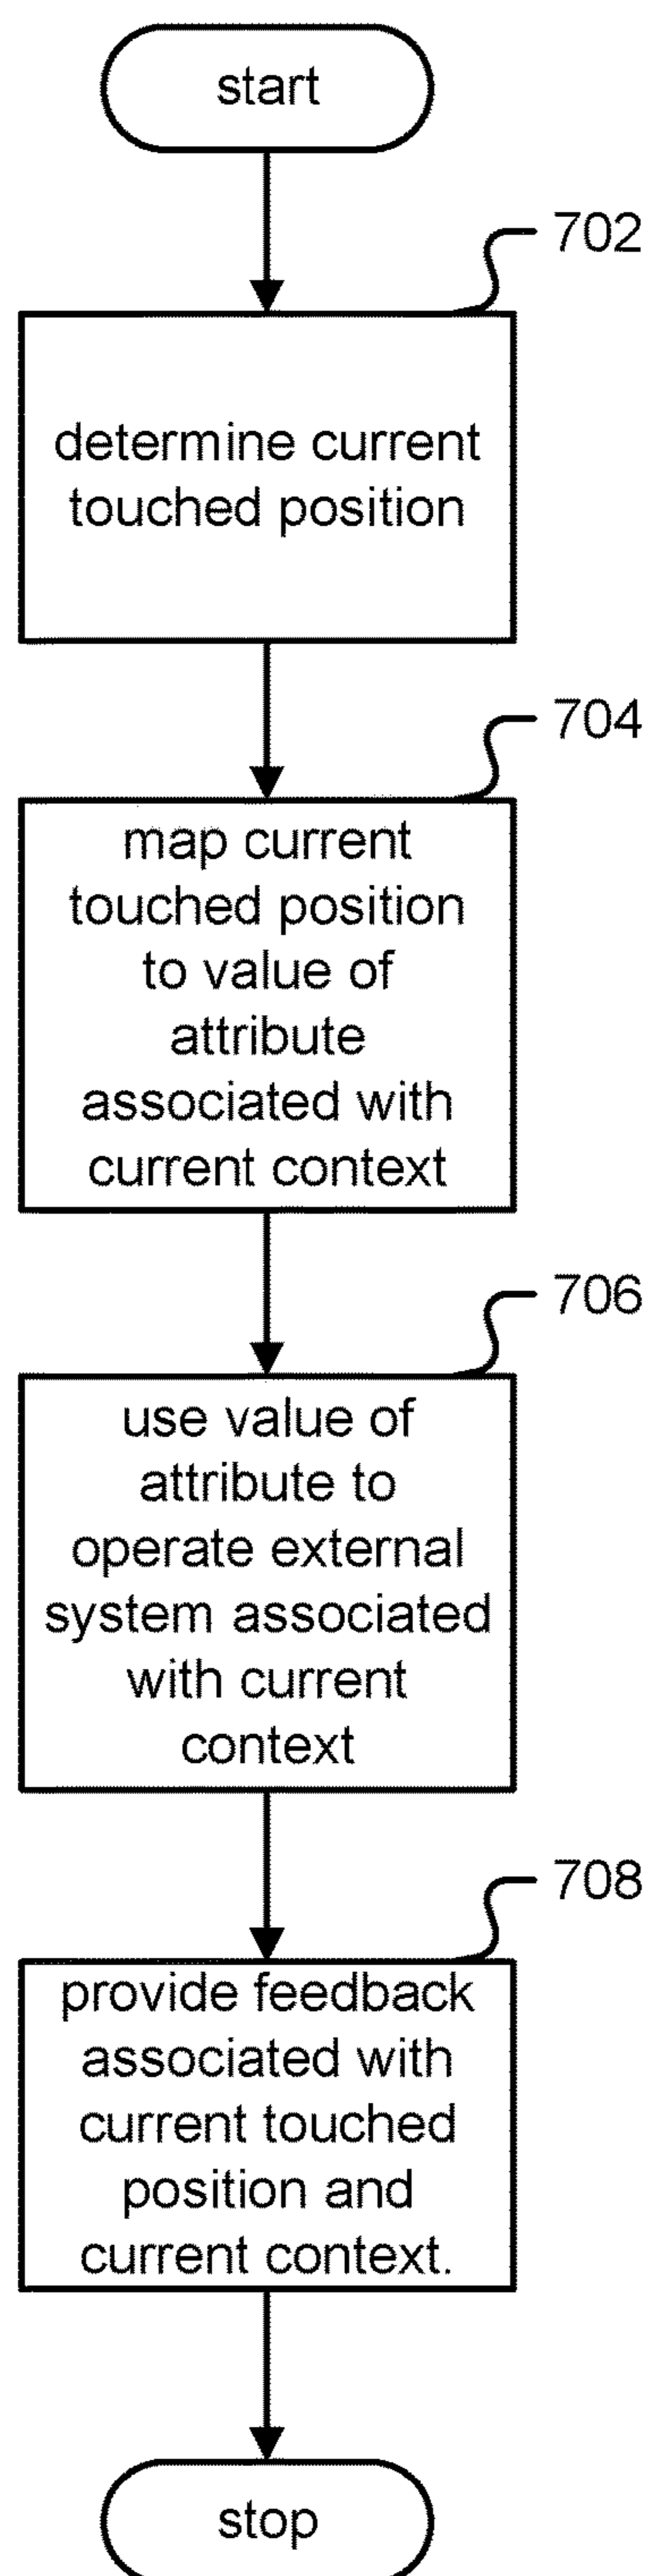 start
702
determine current
touched position
704
map current
touched position
to value of
attribute
associated with
current context
706
use value of
attribute to
operate external
system associated
with current
context
708
provide feedback
associated with
current touched
position and
current context.
stop